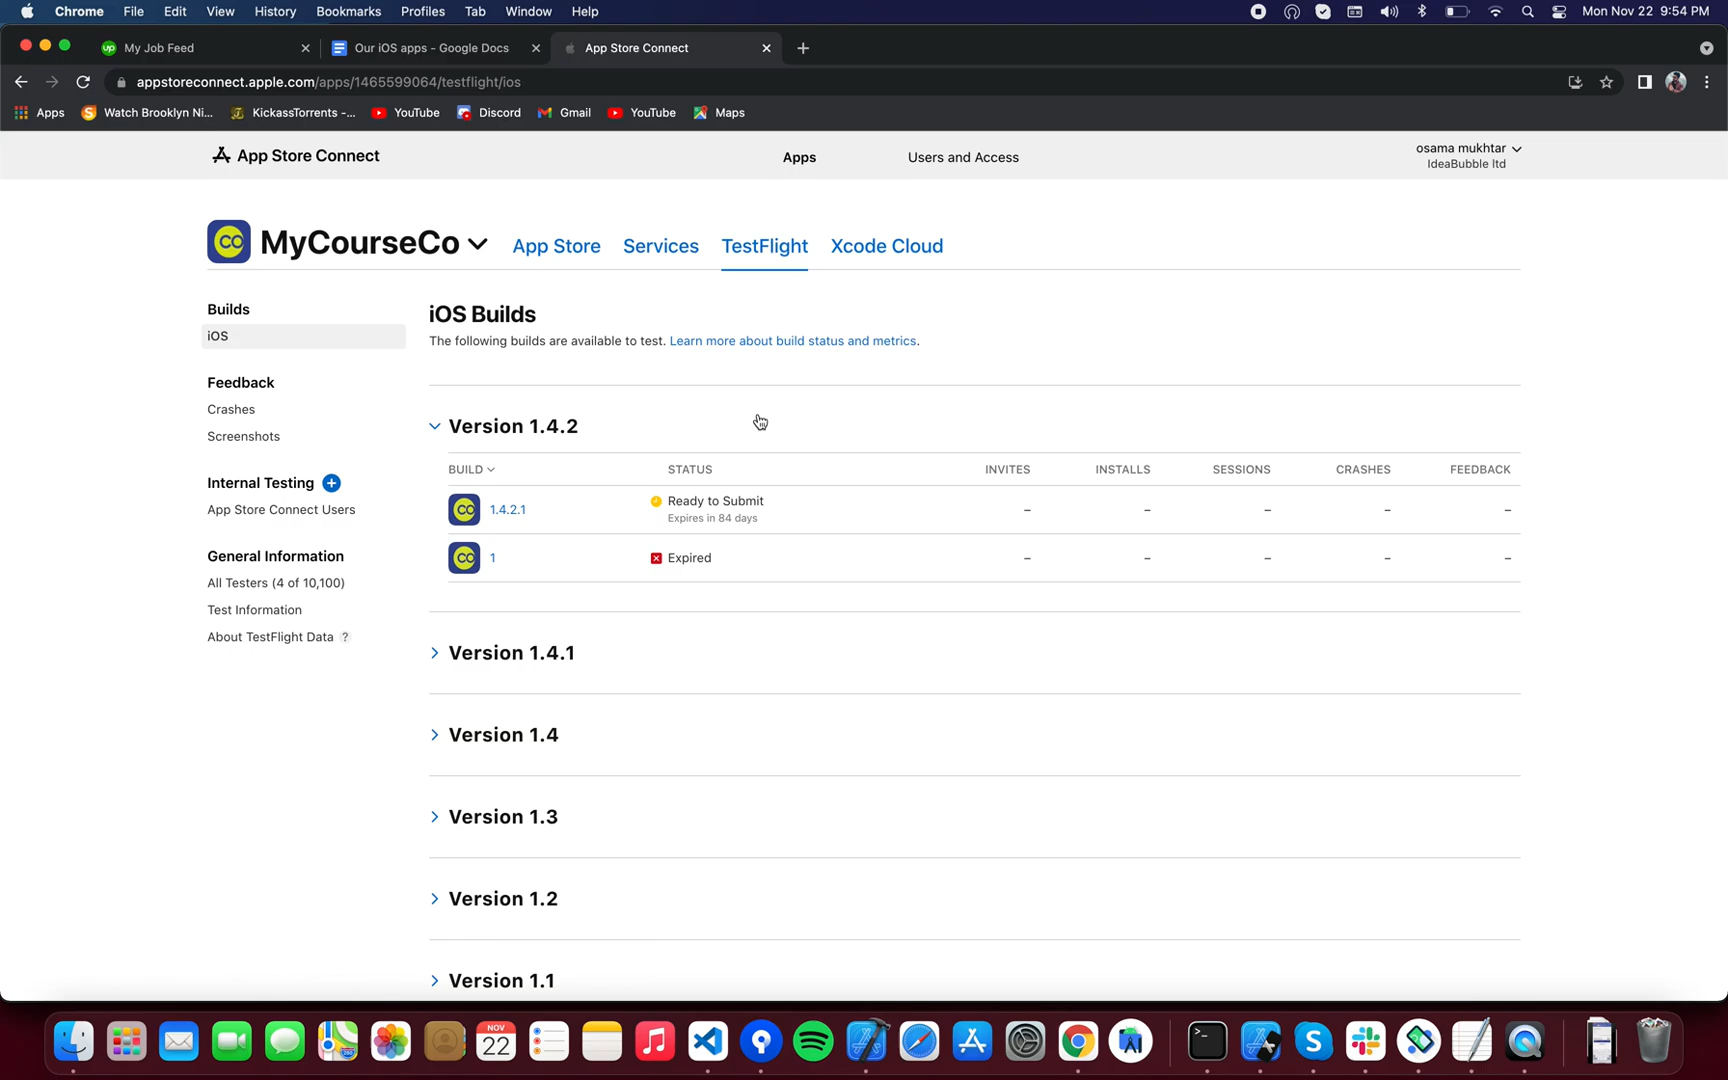 Chrome File Edit View History Bookmarks Profiles Tab Window Help Mon Nov 22 9:54 PM
My Job Feed Our iOS apps - Google Docs App Store Connect
appstoreconnect.apple.com/apps/1465599064/testflight/ios
Apps Watch Brooklyn Ni... KickassTorrents -... YouTube Discord Gmail YouTube Maps
App Store Connect Apps Users and Access osama mukhtar
IdeaBubble ltd
MyCourseCo App Store Services TestFlight Xcode Cloud
Builds
iOS
Feedback
Crashes
Screenshots
Internal Testing
App Store Connect Users
General Information
All Testers (4 of 10,100)
Test Information
About TestFlight Data ?
iOS Builds
The following builds are available to test. Learn more about build status and metrics.
Version 1.4.2
BUILD STATUS INVITES INSTALLS SESSIONS CRASHES FEEDBACK
CO 1.4.2.1 Ready to Submit – – – – –
Expires in 84 days
CO 1 Expired – – – – –
Version 1.4.1
Version 1.4
Version 1.3
Version 1.2
Version 1.1
NOV
22